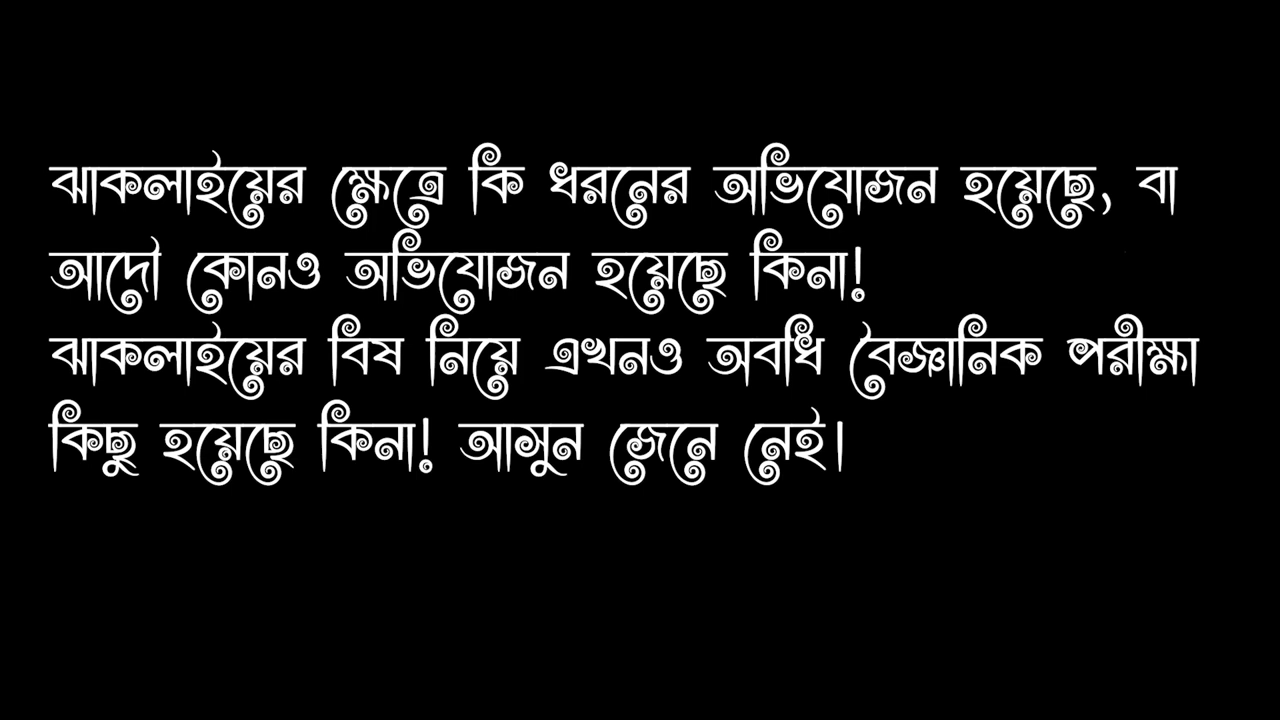 ঝাকলাইয়ের ক্ষেত্রে কি ধরনের অভিযোজন হয়েছে, বা
আদৌ কোনও অভিযোজন হয়েছে কিনা!
ঝাকলাইয়ের বিষ নিয়ে এখনও অবধি বৈজ্ঞানিক পরীক্ষা
কিছু হয়েছে কিনা! আসুন জেনে নেই।